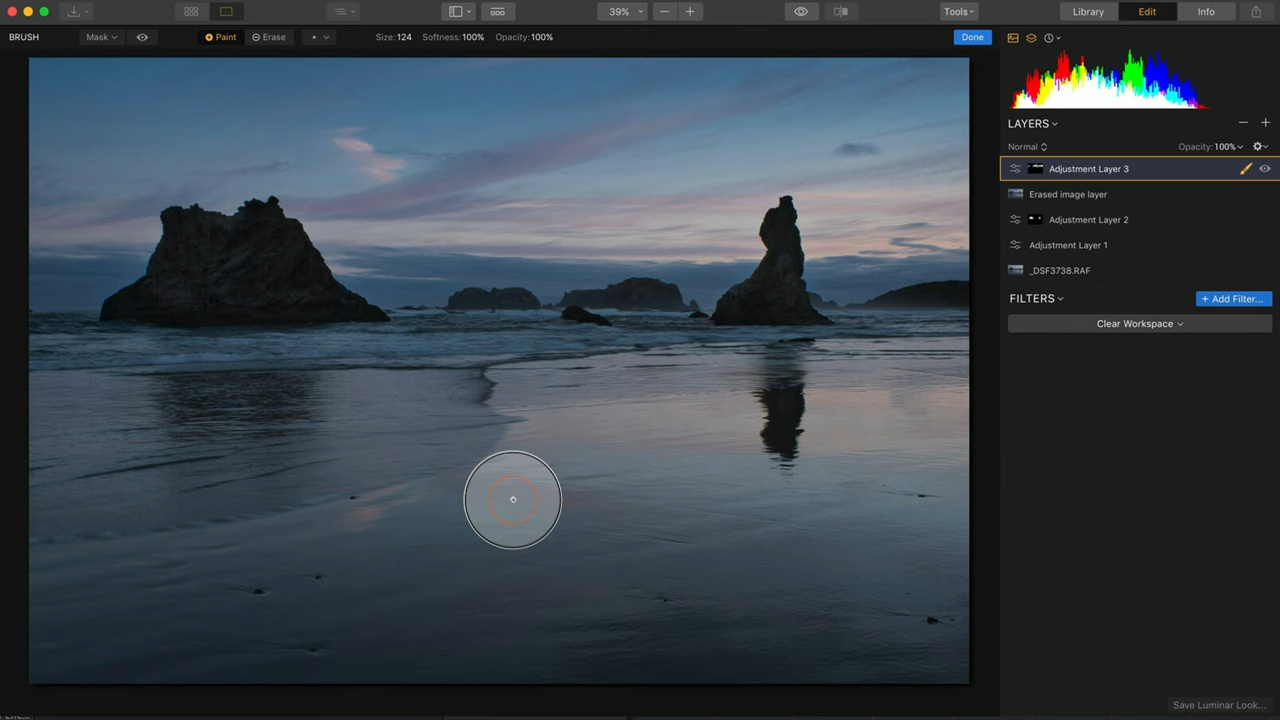 39%
Tools
Library
Edit
Info
BRUSH
Mask
Paint
Erase
Size: 124
Softness: 100%
Opacity: 100%
Done
LAYERS
Normal
Opacity: 100%
Adjustment Layer 3
Erased image layer
Adjustment Layer 2
Adjustment Layer 1
_DSF3738.RAF
FILTERS
+ Add Filter...
Clear Workspace
Save Luminar Look...